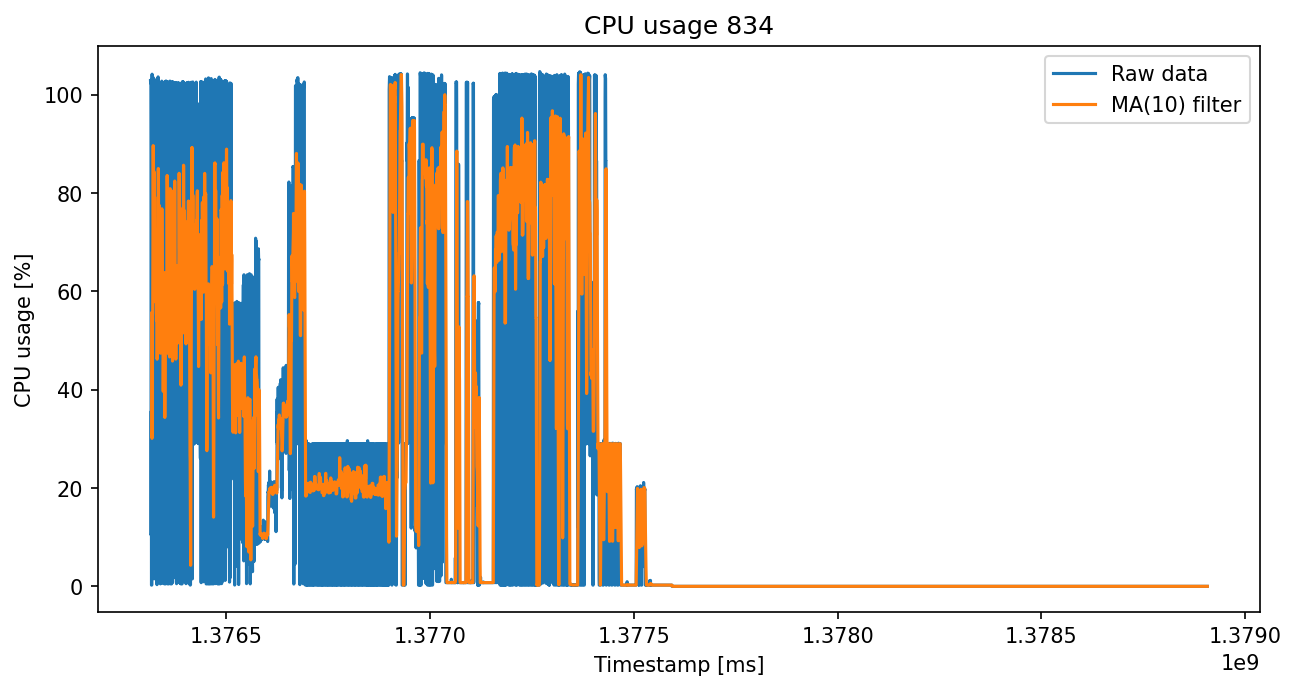 CPU usage 834
Raw data
MA(10) filter
CPU usage [%]
100
80
60
40
20
0
1.3765 1.3770 1.3775 1.3780 1.3785 1.3790
1e9
Timestamp [ms]